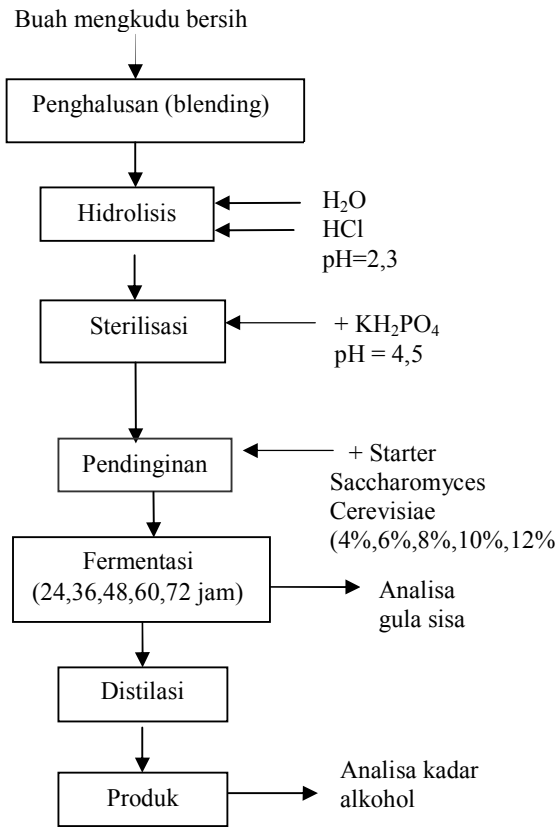 Buah mengkudu bersih
Penghalusan (blending)
Hidrolisis
H₂O
HCl
pH=2,3
Sterilisasi
+ KH₂PO₄
pH = 4,5
Pendinginan
+ Starter
Saccharomyces
Cerevisiae
(4%,6%,8%,10%,12%
Fermentasi
(24,36,48,60,72 jam)
Analisa
gula sisa
Distilasi
Produk
Analisa kadar
alkohol